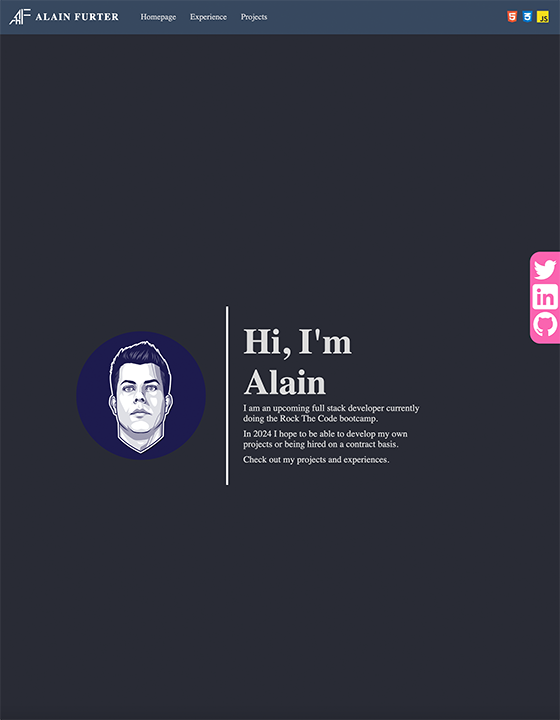 AF ALAIN FURTER Homepage Experience Projects JS
in
Hi, I'm
Alain
I am an upcoming full stack developer currently
doing the Rock The Code bootcamp.
In 2024 I hope to be able to develop my own
projects or being hired on a contract basis.
Check out my projects and experiences.